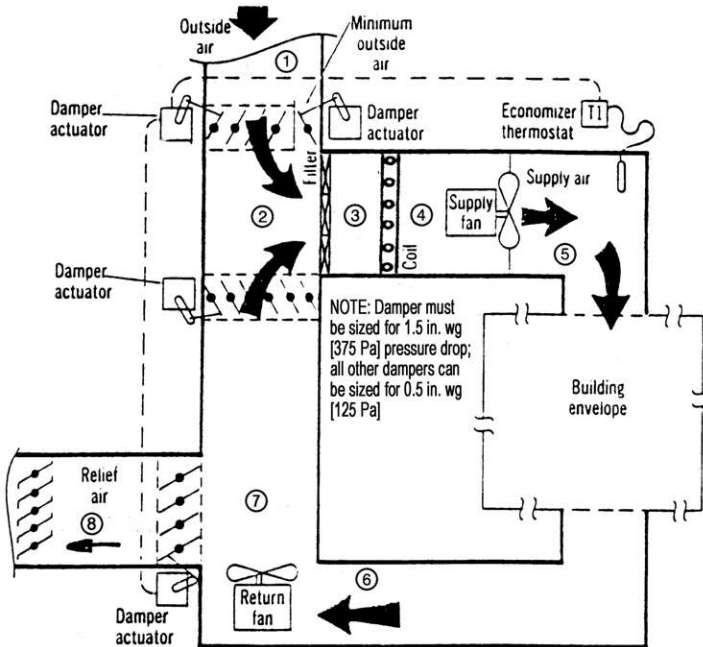 Outside
air
①
Minimum
outside
air
Damper
actuator
Damper
actuator
Economizer
thermostat
T1
Filter
Supply air
②
③
④
Supply
fan
⑤
Coil
Damper
actuator
NOTE: Damper must
be sized for 1.5 in. wg
[375 Pa] pressure drop;
all other dampers can
be sized for 0.5 in. wg
[125 Pa]
Building
envelope
Relief
air
⑧
⑦
⑥
Return
fan
Damper
actuator